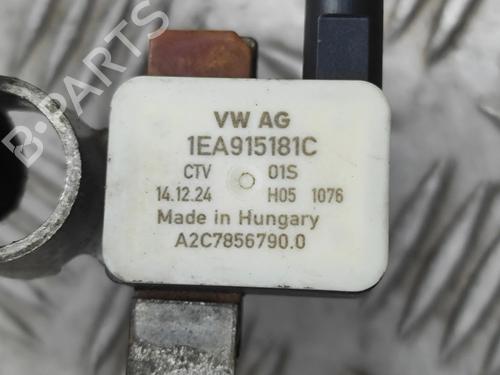 VW AG
1EA915181C
CTV 01S
14.12.24 H05 1076
Made in Hungary
A2C7856790.0
B-PARTS